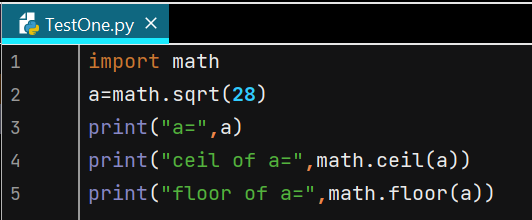 TestOne.py ×
1 import math
2 a=math.sqrt(28)
3 print("a=",a)
4 print("ceil of a=",math.ceil(a))
5 print("floor of a=",math.floor(a))